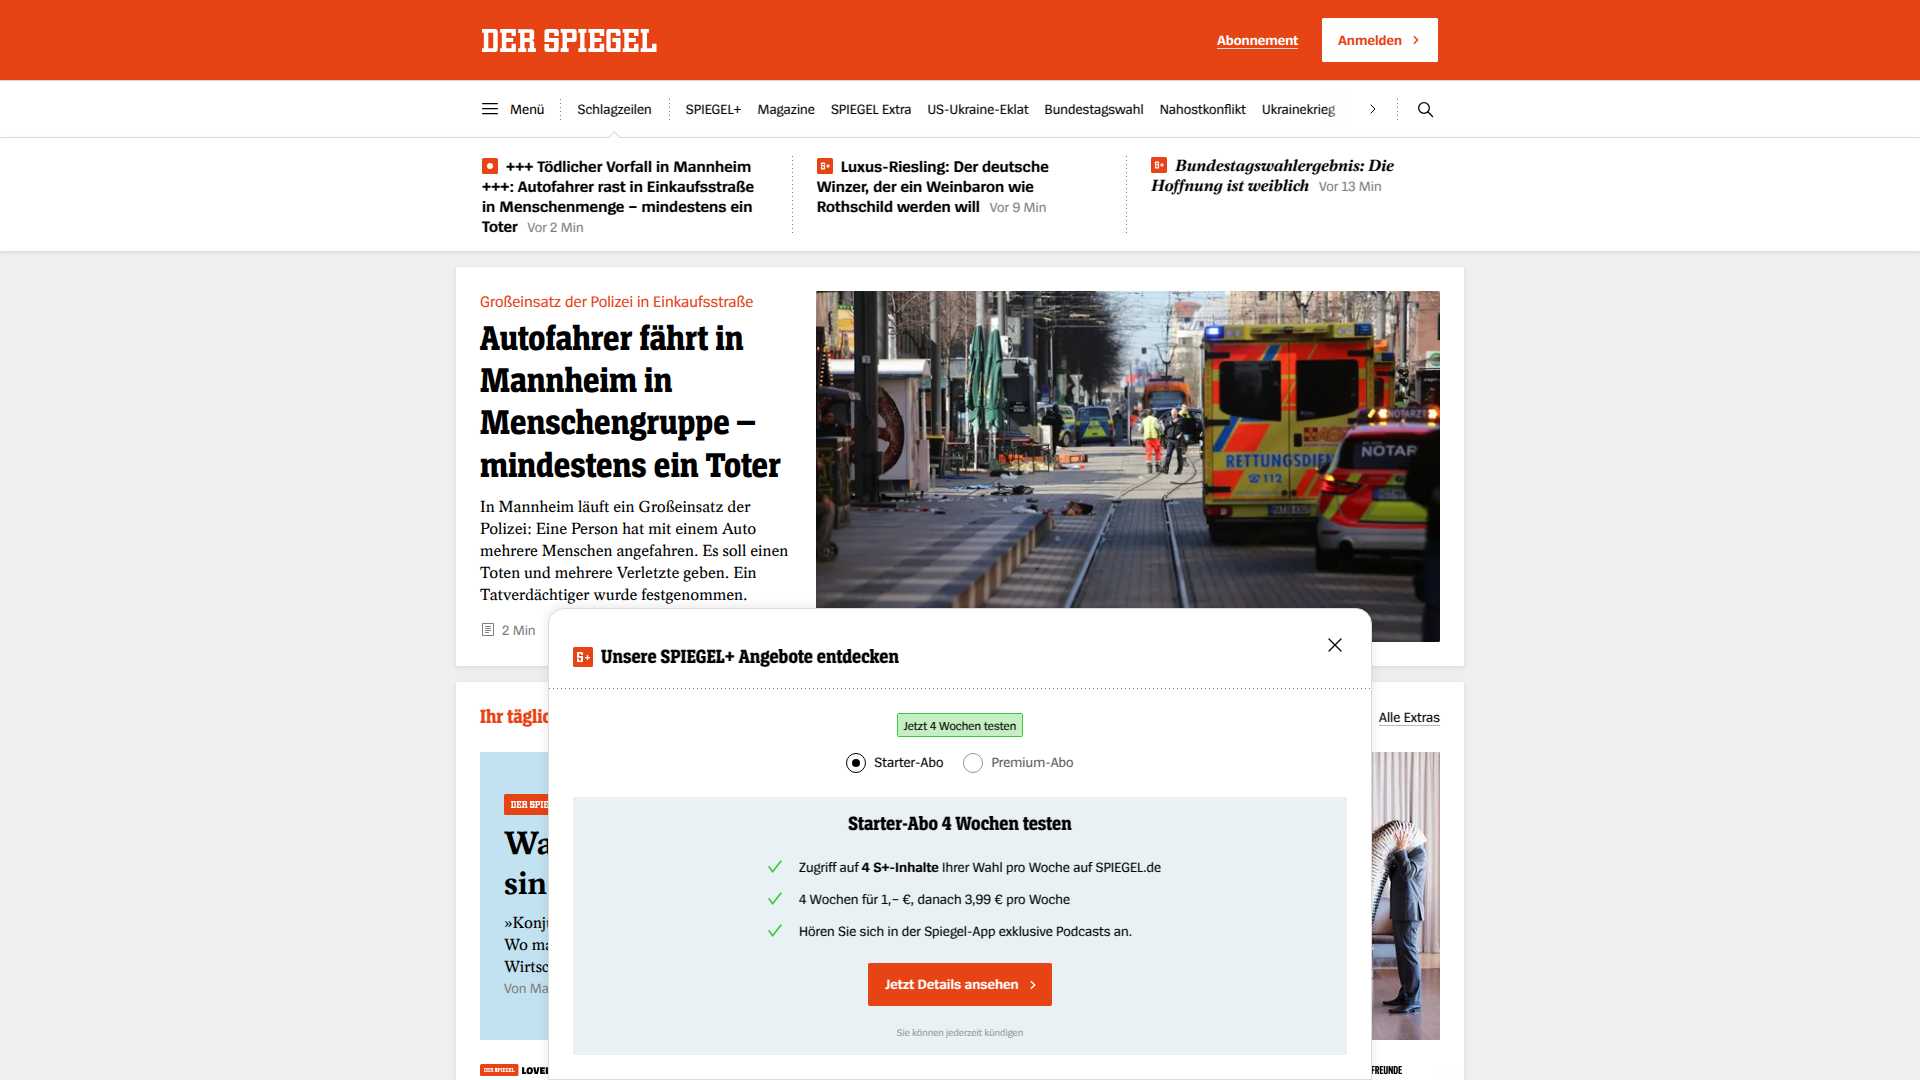 DER SPIEGEL
Abonnement
Anmelden
Menü
Schlagzeilen
SPIEGEL+
Magazine
SPIEGEL Extra
US-Ukraine-Eklat
Bundestagswahl
Nahostkonflikt
Ukrainekrieg
+++ Tödlicher Vorfall in Mannheim
+++: Autofahrer rast in Einkaufsstraße
in Menschenmenge – mindestens ein
Toter Vor 2 Min
Luxus-Riesling: Der deutsche
Winzer, der ein Weinbaron wie
Rothschild werden will Vor 9 Min
Bundestagswahlergebnis: Die
Hoffnung ist weiblich Vor 13 Min
Großeinsatz der Polizei in Einkaufsstraße
Autofahrer fährt in
Mannheim in
Menschengruppe –
mindestens ein Toter
In Mannheim läuft ein Großeinsatz der
Polizei: Eine Person hat mit einem Auto
mehrere Menschen angefahren. Es soll einen
Toten und mehrere Verletzte geben. Ein
Tatverdächtiger wurde festgenommen.
2 Min
NOTARZT
NOTAR
RETTUNGSDIEN
112
Unsere SPIEGEL+ Angebote entdecken
Jetzt 4 Wochen testen
Starter-Abo
Premium-Abo
Starter-Abo 4 Wochen testen
Zugriff auf 4 S+-Inhalte Ihrer Wahl pro Woche auf SPIEGEL.de
4 Wochen für 1,– €, danach 3,99 € pro Woche
Hören Sie sich in der Spiegel-App exklusive Podcasts an.
Jetzt Details ansehen
Sie können jederzeit kündigen
Ihr täglic
Alle Extras
DER SPIE
Wa
sin
»Konj
Wo ma
Wirtsc
Von Ma
DER SPIEGEL LOVE
FREUNDE